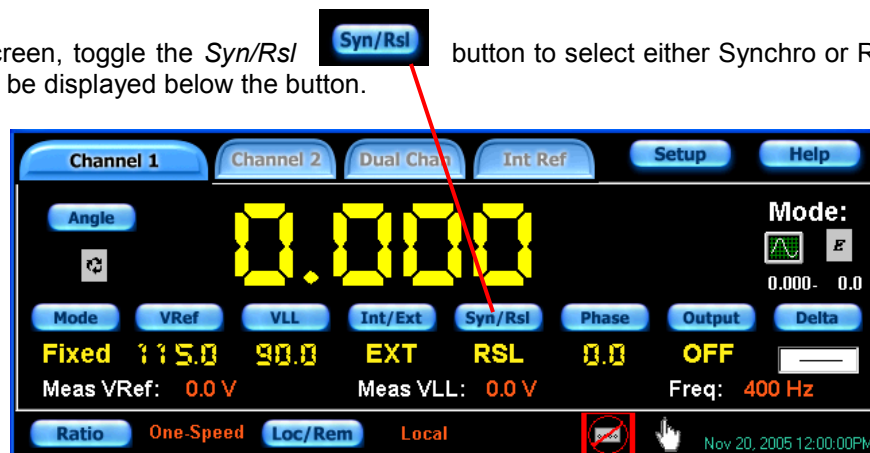 creen, toggle the Syn/Rsl Syn/Rsl button to select either Synchro or R
be displayed below the button.
Channel 1 Channel 2 Dual Chan Int Ref Setup Help
Angle 0.000 Mode:
E
0.000- 0.0
Mode VRef VLL Int/Ext Syn/Rsl Phase Output Delta
Fixed 115.0 90.0 EXT RSL 0.0 OFF
Meas VRef: 0.0 V Meas VLL: 0.0 V Freq: 400 Hz
Ratio One-Speed Loc/Rem Local Nov 20, 2005 12:00:00PM